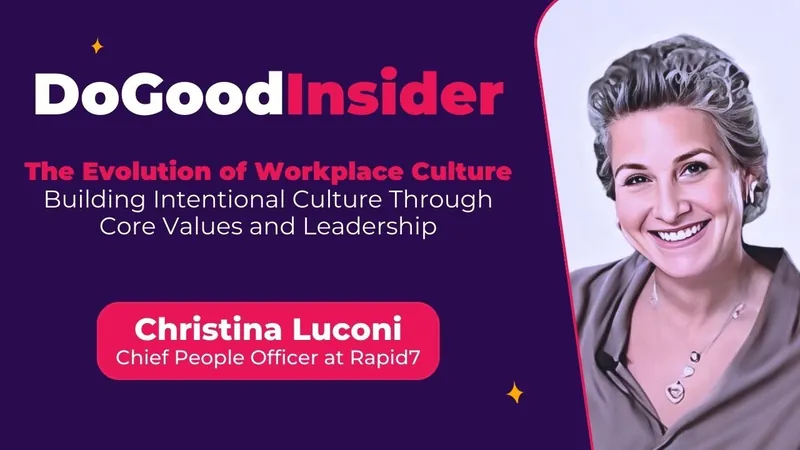 DoGoodInsider
The Evolution of Workplace Culture
Building Intentional Culture Through
Core Values and Leadership
Christina Luconi
Chief People Officer at Rapid7